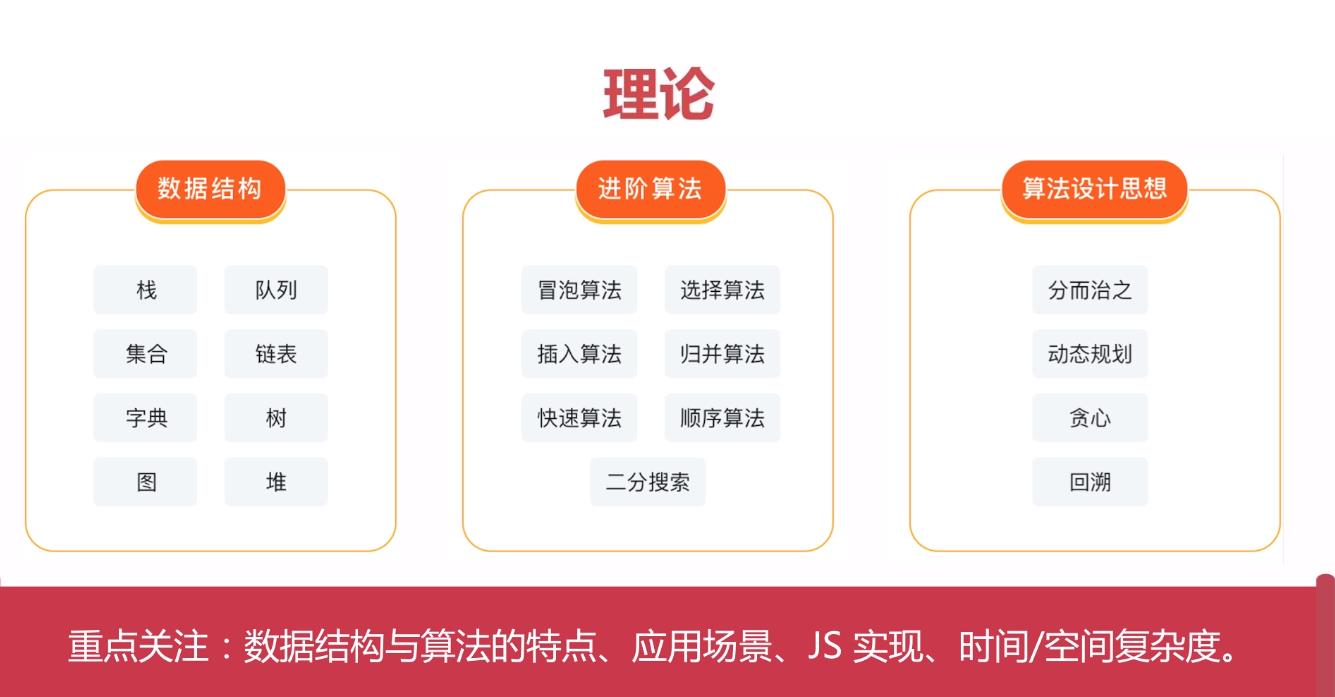 理论
数据结构
栈 队列
集合 链表
字典 树
图 堆
进阶算法
冒泡算法 选择算法
插入算法 归并算法
快速算法 顺序算法
二分搜索
算法设计思想
分而治之
动态规划
贪心
回溯
重点关注：数据结构与算法的特点、应用场景、JS 实现、时间/空间复杂度。